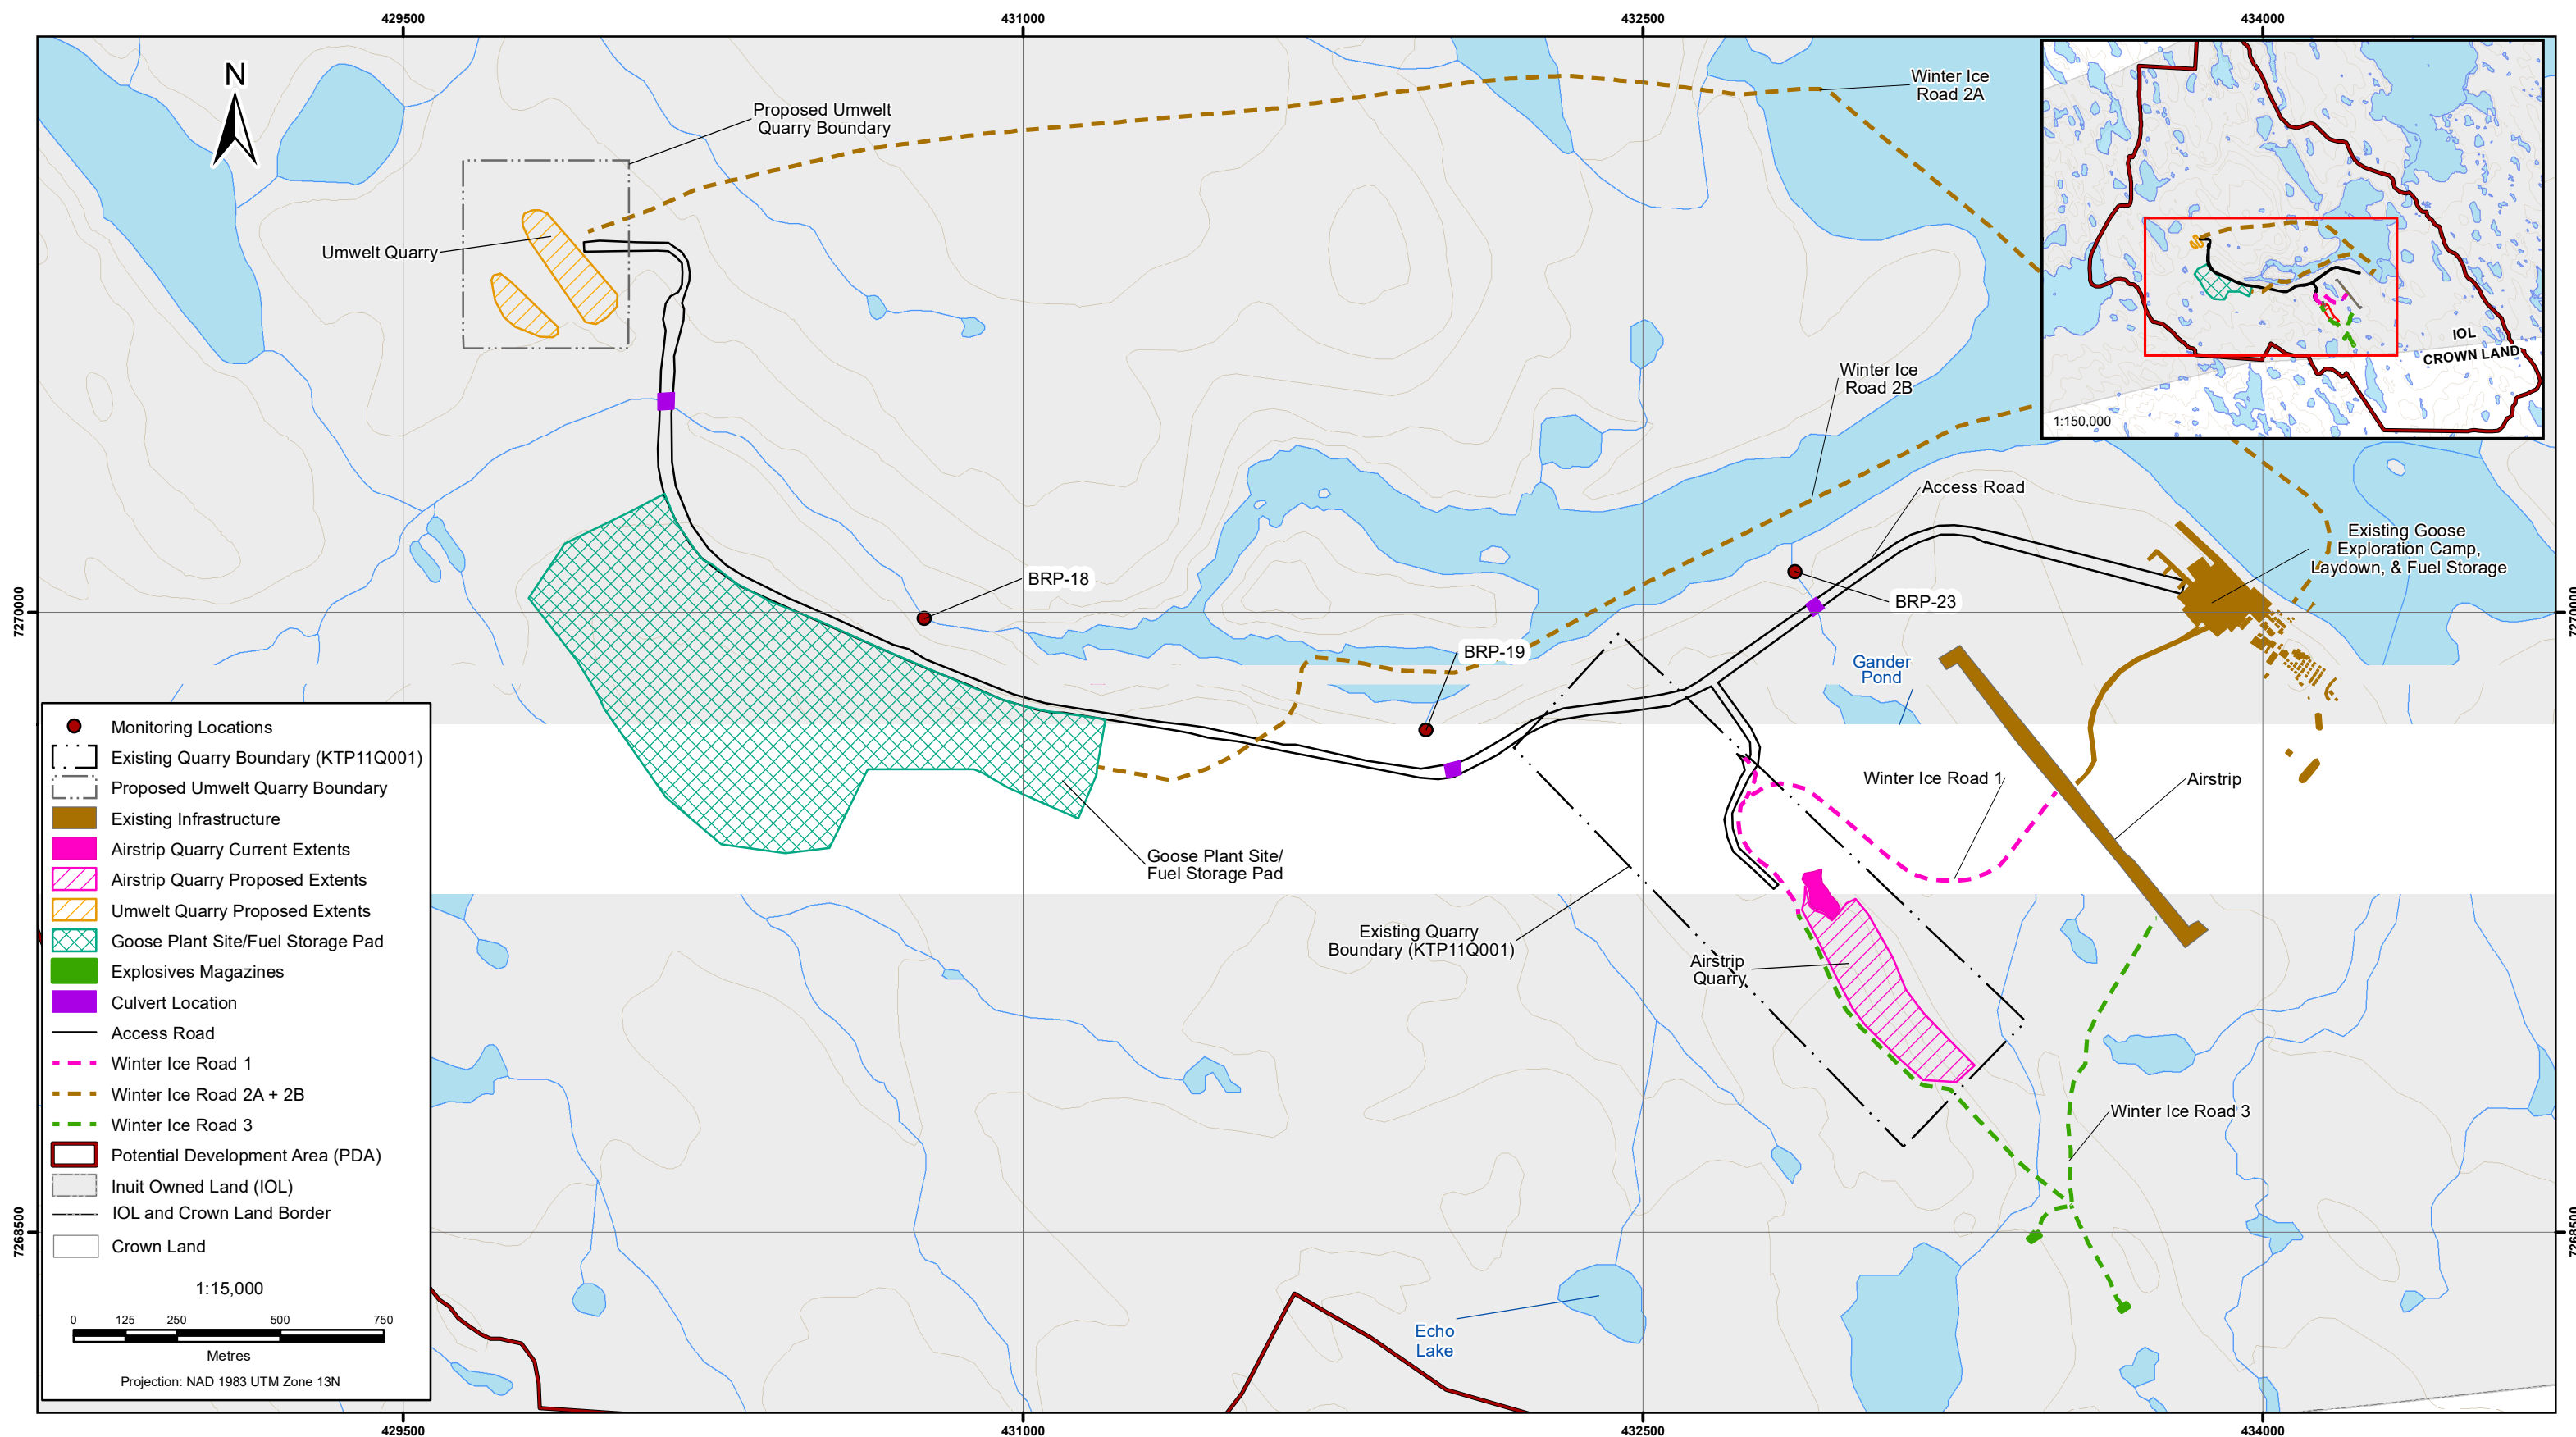 429500
431000
432500
434000
N
Proposed Umwelt
Quarry Boundary
Winter Ice
Road 2A
Umwelt Quarry
IOL
CROWN LAND
1:150,000
Winter Ice
Road 2B
Access Road
Existing Goose
Exploration Camp,
Laydown, & Fuel Storage
BRP-18
BRP-23
7270000
7270000
BRP-19
Gander
Pond
Winter Ice Road 1
Airstrip
Goose Plant Site/
Fuel Storage Pad
Existing Quarry
Boundary (KTP11Q001)
Airstrip
Quarry
Winter Ice Road 3
Echo
Lake
7268500
7268500
Monitoring Locations
Existing Quarry Boundary (KTP11Q001)
Proposed Umwelt Quarry Boundary
Existing Infrastructure
Airstrip Quarry Current Extents
Airstrip Quarry Proposed Extents
Umwelt Quarry Proposed Extents
Goose Plant Site/Fuel Storage Pad
Explosives Magazines
Culvert Location
Access Road
Winter Ice Road 1
Winter Ice Road 2A + 2B
Winter Ice Road 3
Potential Development Area (PDA)
Inuit Owned Land (IOL)
IOL and Crown Land Border
Crown Land
1:15,000
0 125 250 500 750
Metres
Projection: NAD 1983 UTM Zone 13N
429500
431000
432500
434000